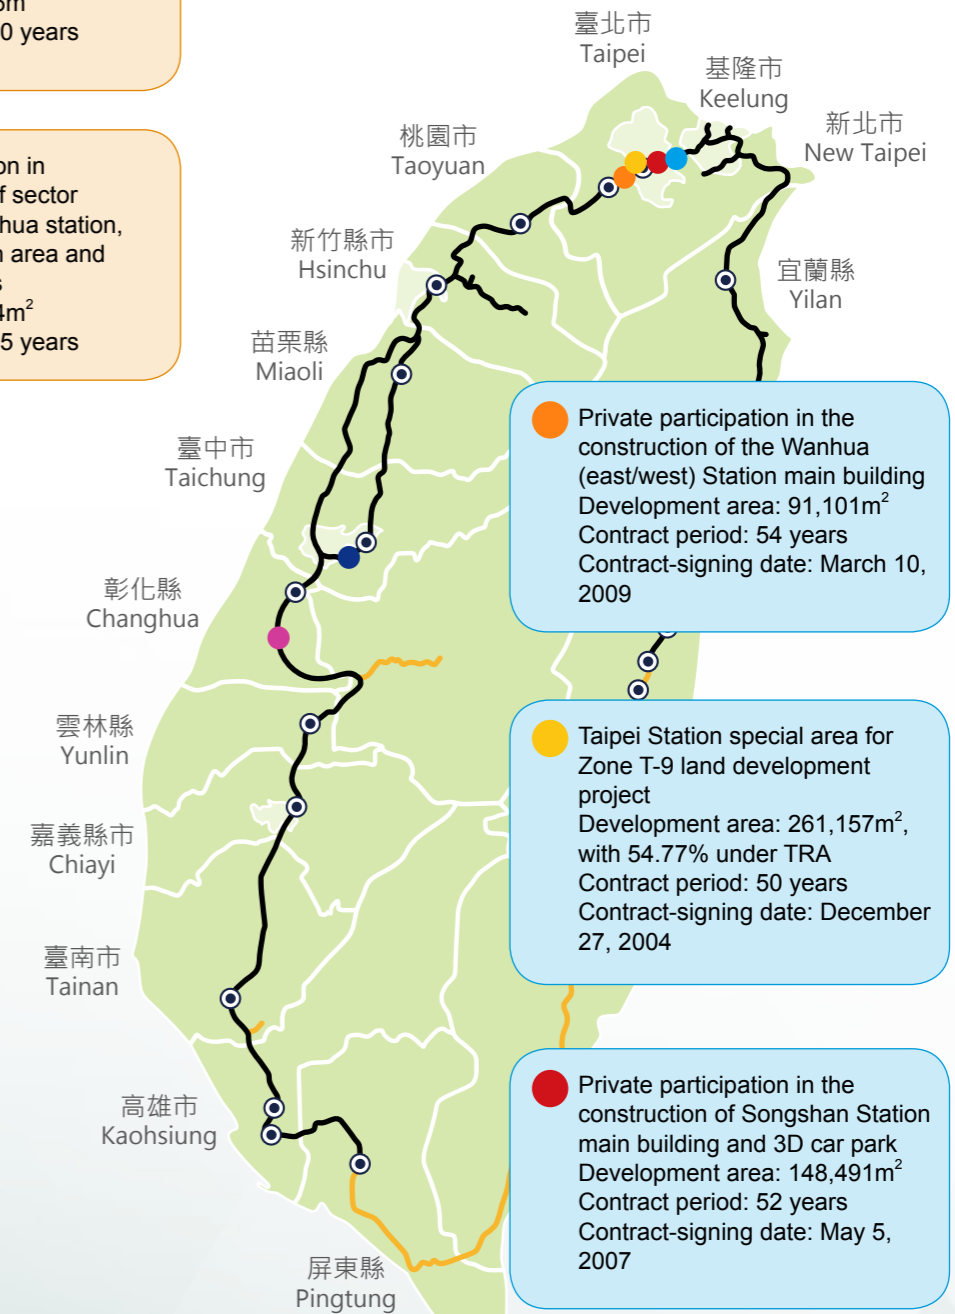 0 years
on in
f sector
hua station,
n area and
s
4m²
5 years
臺北市
Taipei
基隆市
Keelung
新北市
New Taipei
桃園市
Taoyuan
新竹縣市
Hsinchu
宜蘭縣
Yilan
苗栗縣
Miaoli
臺中市
Taichung
彰化縣
Changhua
雲林縣
Yunlin
嘉義縣市
Chiayi
臺南市
Tainan
高雄市
Kaohsiung
屏東縣
Pingtung
Private participation in the
construction of the Wanhua
(east/west) Station main building
Development area: 91,101m²
Contract period: 54 years
Contract-signing date: March 10,
2009
Taipei Station special area for
Zone T-9 land development
project
Development area: 261,157m²,
with 54.77% under TRA
Contract period: 50 years
Contract-signing date: December
27, 2004
Private participation in the
construction of Songshan Station
main building and 3D car park
Development area: 148,491m²
Contract period: 52 years
Contract-signing date: May 5,
2007